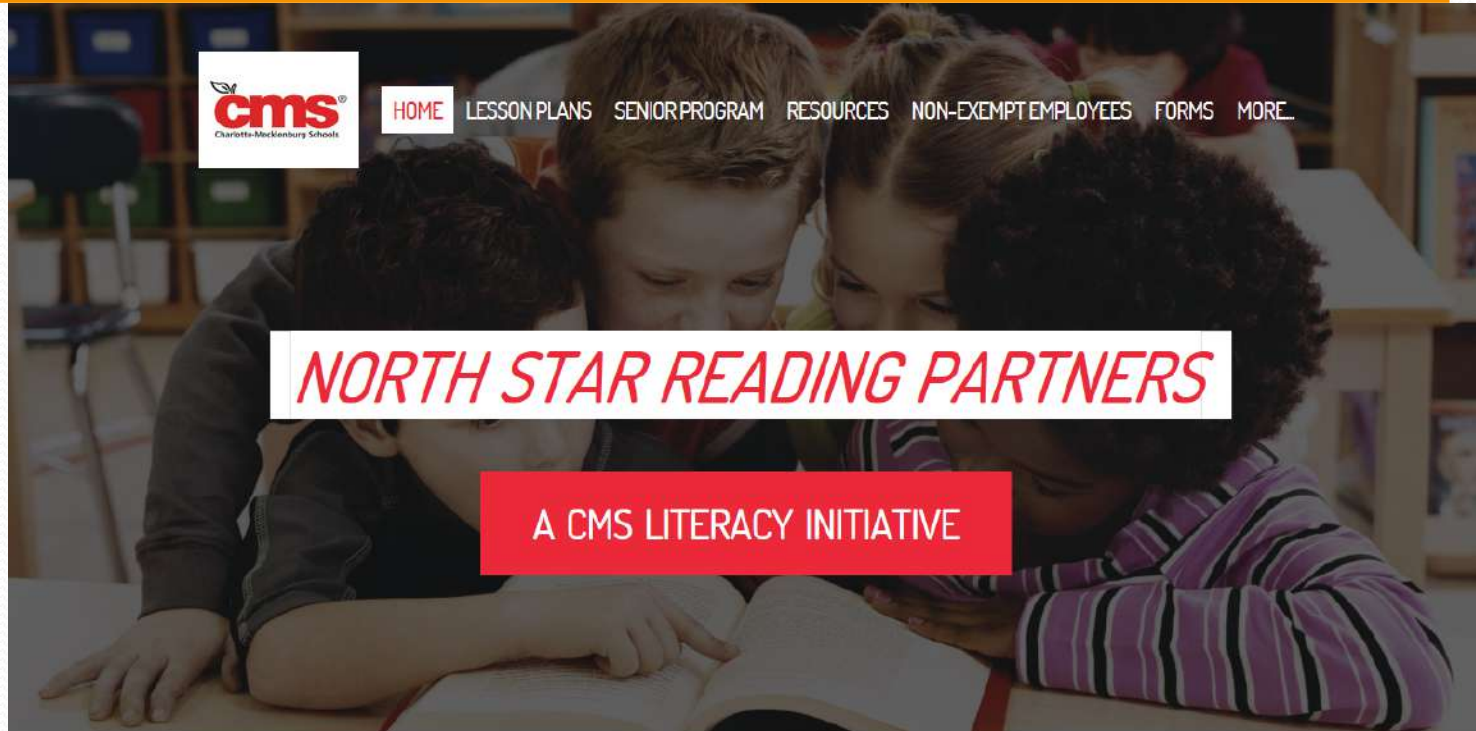 cms®
Charlotte-Mecklenburg Schools
HOME LESSON PLANS SENIOR PROGRAM RESOURCES NON-EXEMPT EMPLOYEES FORMS MORE...
NORTH STAR READING PARTNERS
A CMS LITERACY INITIATIVE